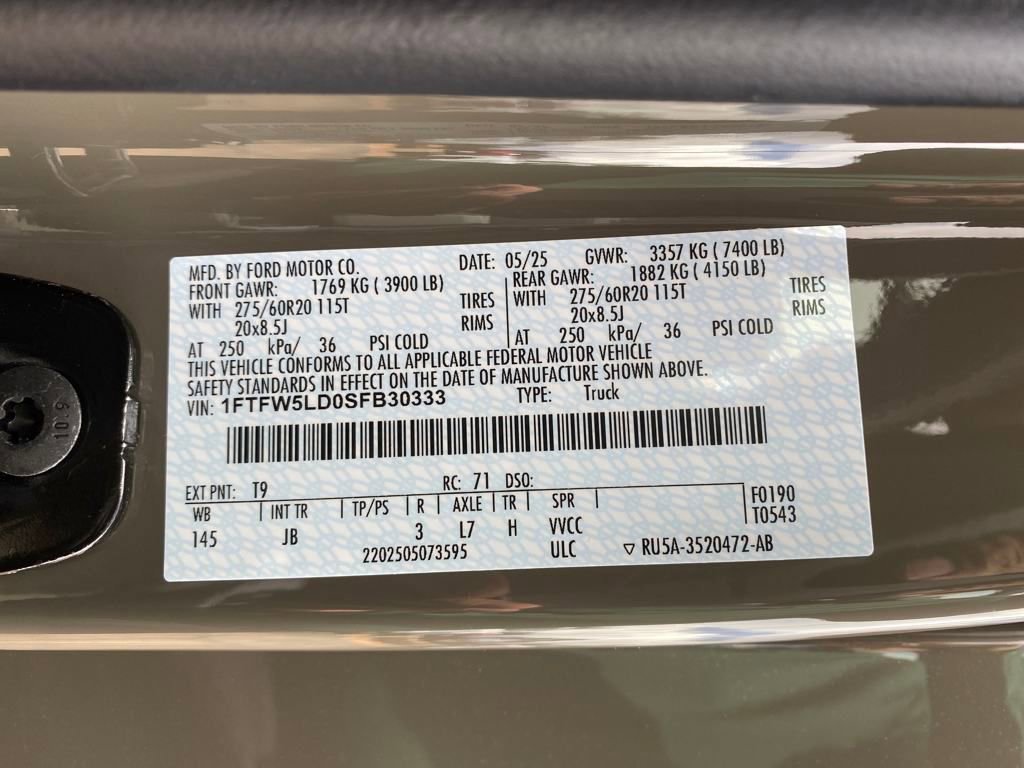 MFD. BY FORD MOTOR CO. DATE: 05/25 GVWR: 3357 KG ( 7400 LB)
FRONT GAWR: 1769 KG ( 3900 LB) REAR GAWR: 1882 KG ( 4150 LB)
WITH 275/60R20 115T TIRES WITH 275/60R20 115T TIRES
20x8.5J RIMS 20x8.5J RIMS
AT 250 kPa/ 36 PSI COLD AT 250 kPa/ 36 PSI COLD
THIS VEHICLE CONFORMS TO ALL APPLICABLE FEDERAL MOTOR VEHICLE
SAFETY STANDARDS IN EFFECT ON THE DATE OF MANUFACTURE SHOWN ABOVE.
VIN: 1FTFW5LD0SFB30333 TYPE: Truck
EXT PNT: T9 RC: 71 DSO:
WB INT TR TP/PS R AXLE TR SPR F0190
145 JB 3 L7 H VVCC T0543
2202505073595 ULC ▽ RU5A-3520472-AB
10.9